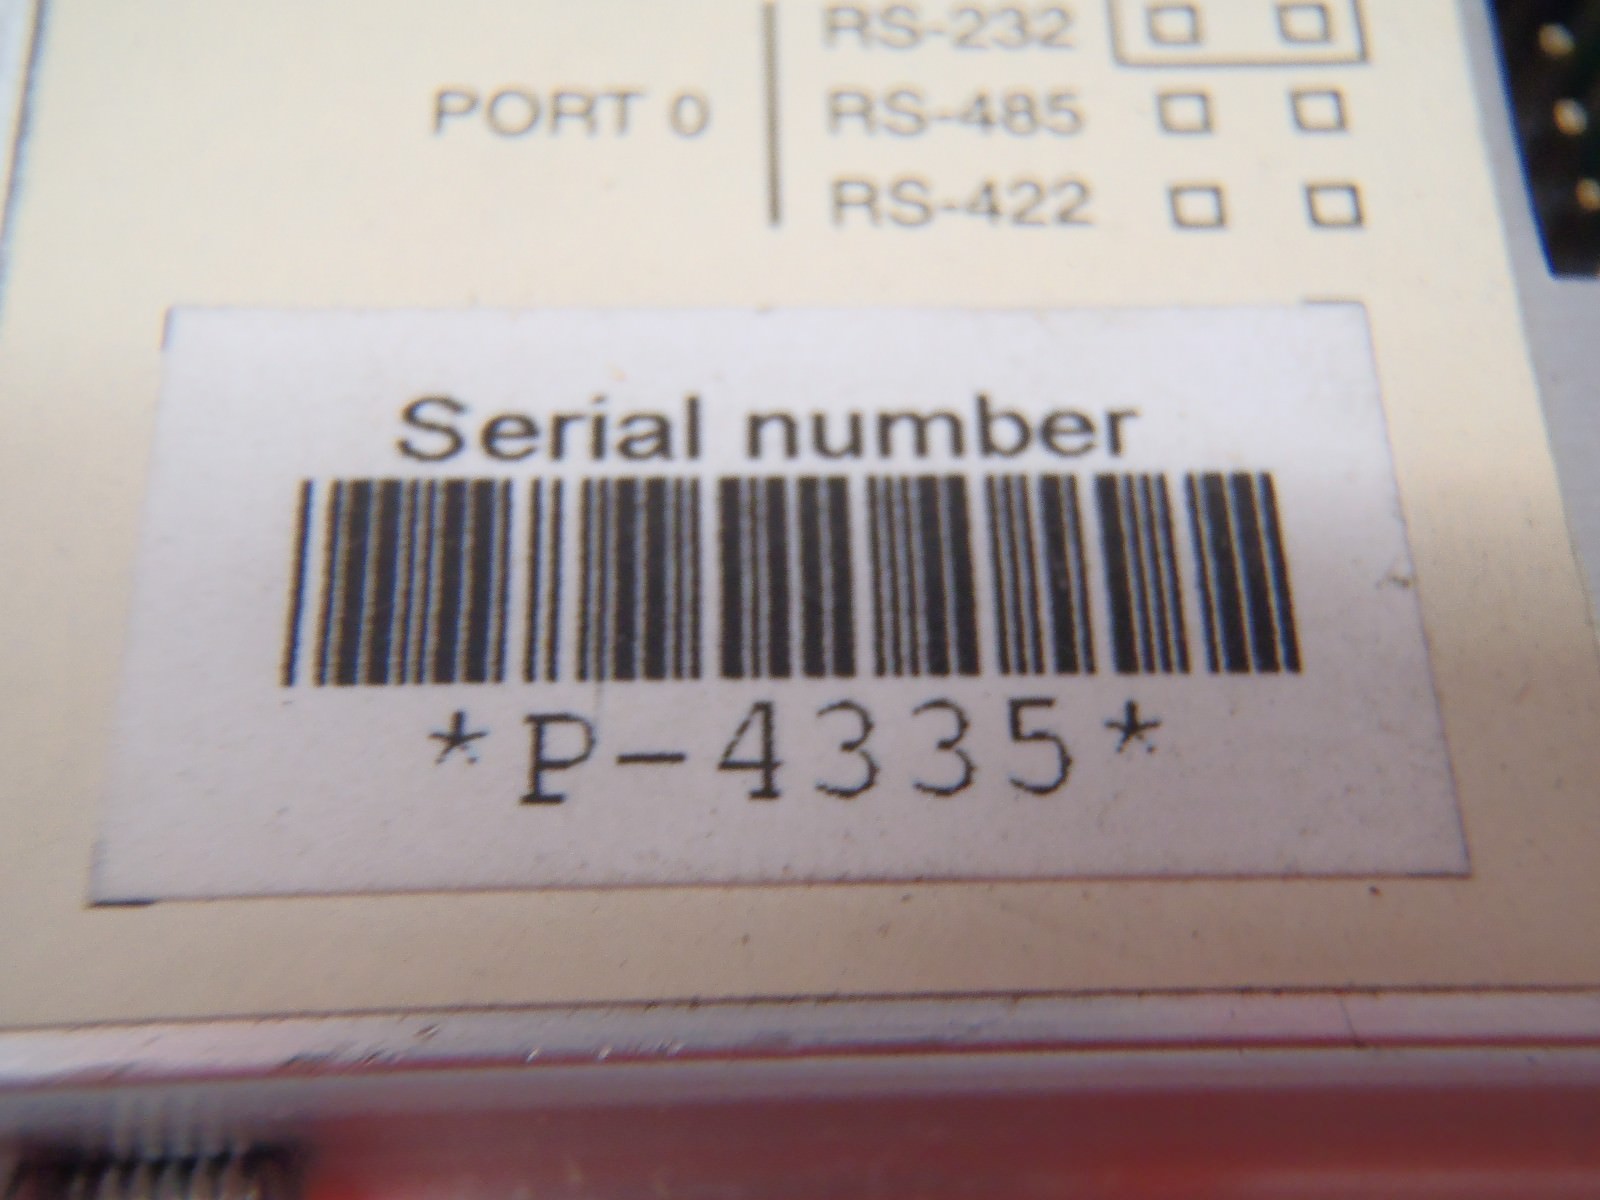 RS-232
PORT 0
RS-485
RS-422
Serial number
*P-4335*